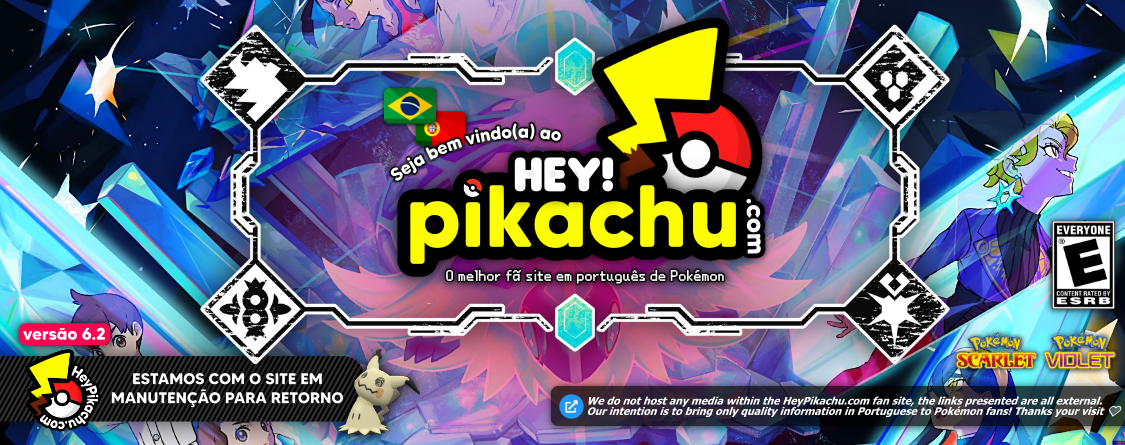 Seja bem vindo(a) ao
HEY!
pikachu
.com
O melhor fã site em português de Pokémon
EVERYONE
E
®
CONTENT RATED BY
ESRB
versão 6.2
HeyPikachu.com
ESTAMOS COM O SITE EM
MANUTENÇÃO PARA RETORNO
POKéMON
SCARLET
POKéMON
VIOLET
We do not host any media within the HeyPikachu.com fan site, the links presented are all external.
Our intention is to bring only quality information in Portuguese to Pokémon fans! Thanks your visit ♡